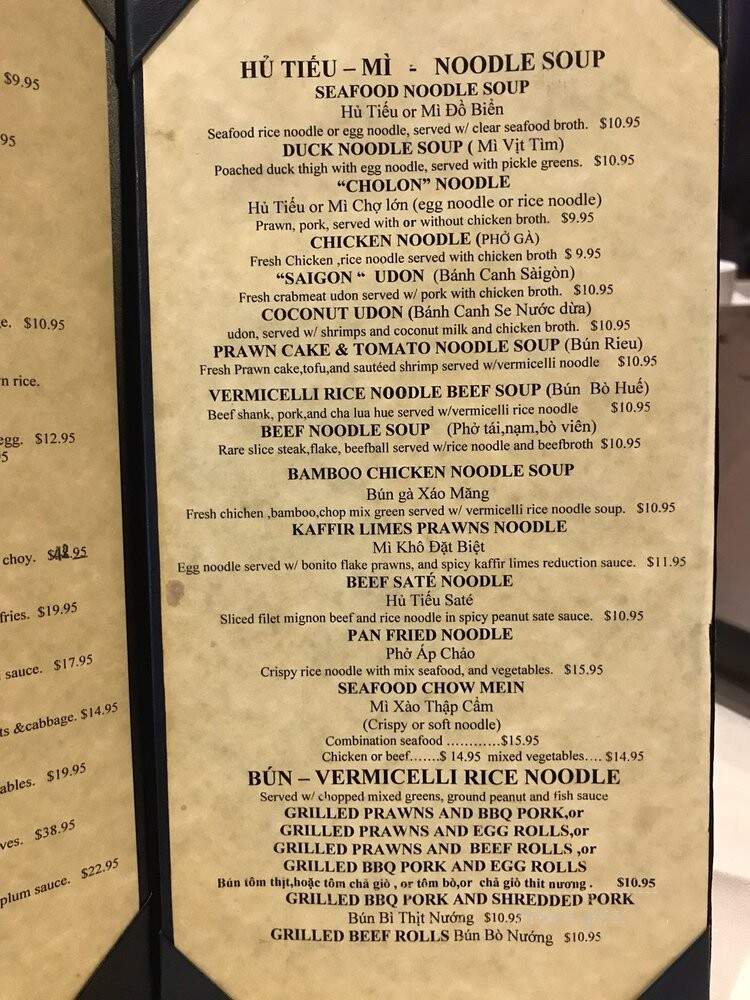 $9.95
95
e. $10.95
n rice.
egg. $12.95
5
choy.
fries. $19.95
sauce. $17.95
ts &cabbage. $14.95
ables. $19.95
ves. $38.95
plum sauce. $22.95
HỦ TIẾU – MÌ - NOODLE SOUP
SEAFOOD NOODLE SOUP
Hủ Tiếu or Mì Đồ Biển
Seafood rice noodle or egg noodle, served w/ clear seafood broth. $10.95
DUCK NOODLE SOUP ( Mì Vịt Tìm)
Poached duck thigh with egg noodle, served with pickle greens. $10.95
“CHOLON” NOODLE
Hủ Tiếu or Mì Chợ lớn (egg noodle or rice noodle)
Prawn, pork, served with or without chicken broth. $9.95
CHICKEN NOODLE (PHỞ GÀ)
Fresh Chicken ,rice noodle served with chicken broth $ 9.95
“SAIGON “ UDON (Bánh Canh Sàigòn)
Fresh crabmeat udon served w/ pork with chicken broth. $10.95
COCONUT UDON (Bánh Canh Se Nước dừa)
udon, served w/ shrimps and coconut milk and chicken broth. $10.95
PRAWN CAKE & TOMATO NOODLE SOUP (Bún Rieu)
Fresh Prawn cake,tofu,and sautéed shrimp served w/vermicelli noodle $10.95
VERMICELLI RICE NOODLE BEEF SOUP (Bún Bò Huế)
Beef shank, pork,and cha lua hue served w/vermicelli rice noodle $10.95
BEEF NOODLE SOUP (Phở tái,nạm,bò viên)
Rare slice steak,flake, beefball served w/rice noodle and beefbroth $10.95
BAMBOO CHICKEN NOODLE SOUP
Bún gà Xáo Măng
Fresh chichen ,bamboo,chop mix green served w/ vermicelli rice noodle soup. $10.95
KAFFIR LIMES PRAWNS NOODLE
Mì Khô Đặt Biệt
Egg noodle served w/ bonito flake prawns, and spicy kaffir limes reduction sauce. $11.95
BEEF SATÉ NOODLE
Hủ Tiếu Saté
Sliced filet mignon beef and rice noodle in spicy peanut sate sauce. $10.95
PAN FRIED NOODLE
Phở Áp Chảo
Crispy rice noodle with mix seafood, and vegetables. $15.95
SEAFOOD CHOW MEIN
Mì Xào Thập Cẩm
(Crispy or soft noodle)
Combination seafood …………$15.95
Chicken or beef…….$ 14.95 mixed vegetables…. $14.95
BÚN – VERMICELLI RICE NOODLE
Served w/ chopped mixed greens, ground peanut and fish sauce
GRILLED PRAWNS AND BBQ PORK,or
GRILLED PRAWNS AND EGG ROLLS,or
GRILLED PRAWNS AND BEEF ROLLS ,or
GRILLED BBQ PORK AND EGG ROLLS
Bún tôm thịt,hoặc tôm chả giò , or tôm bò,or chả giò thit nương . $10.95
GRILLED BBQ PORK AND SHREDDED PORK
Bún Bì Thịt Nướng $10.95
GRILLED BEEF ROLLS Bún Bò Nướng $10.95